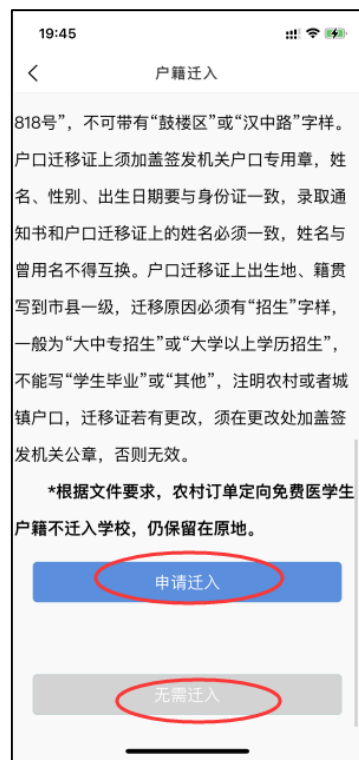 19:45
户籍迁入
818号”，不可带有“鼓楼区”或“汉中路”字样。
户口迁移证上须加盖签发机关户口专用章，姓
名、性别、出生日期要与身份证一致，录取通
知书和户口迁移证上的姓名必须一致，姓名与
曾用名不得互换。户口迁移证上出生地、籍贯
写到市县一级，迁移原因必须有“招生”字样，
一般为“大中专招生”或“大学以上学历招生”，
不能写“学生毕业”或“其他”，注明农村或者城
镇户口，迁移证若有更改，须在更改处加盖签
发机关公章，否则无效。
*根据文件要求，农村订单定向免费医学生
户籍不迁入学校，仍保留在原地。
申请迁入
无需迁入